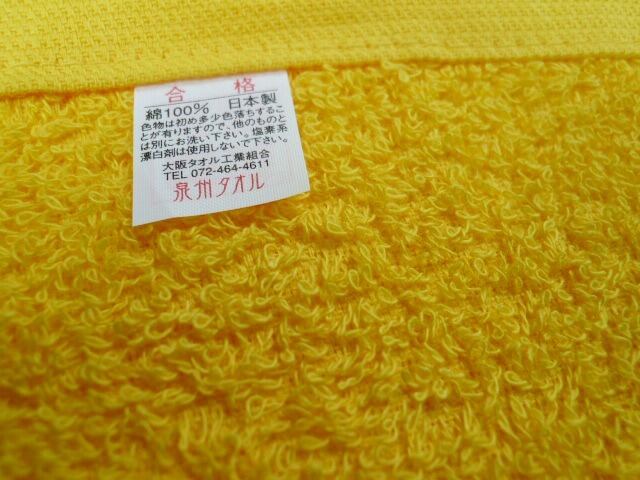 合 格
綿100% 日本製
色物は初め多少色落ちするこ
とが有りますので、他のものと
は別にお洗い下さい。塩素系
漂白剤は使用しないで下さい。
大阪タオル工業組合
TEL 072-464-4611
泉州タオル